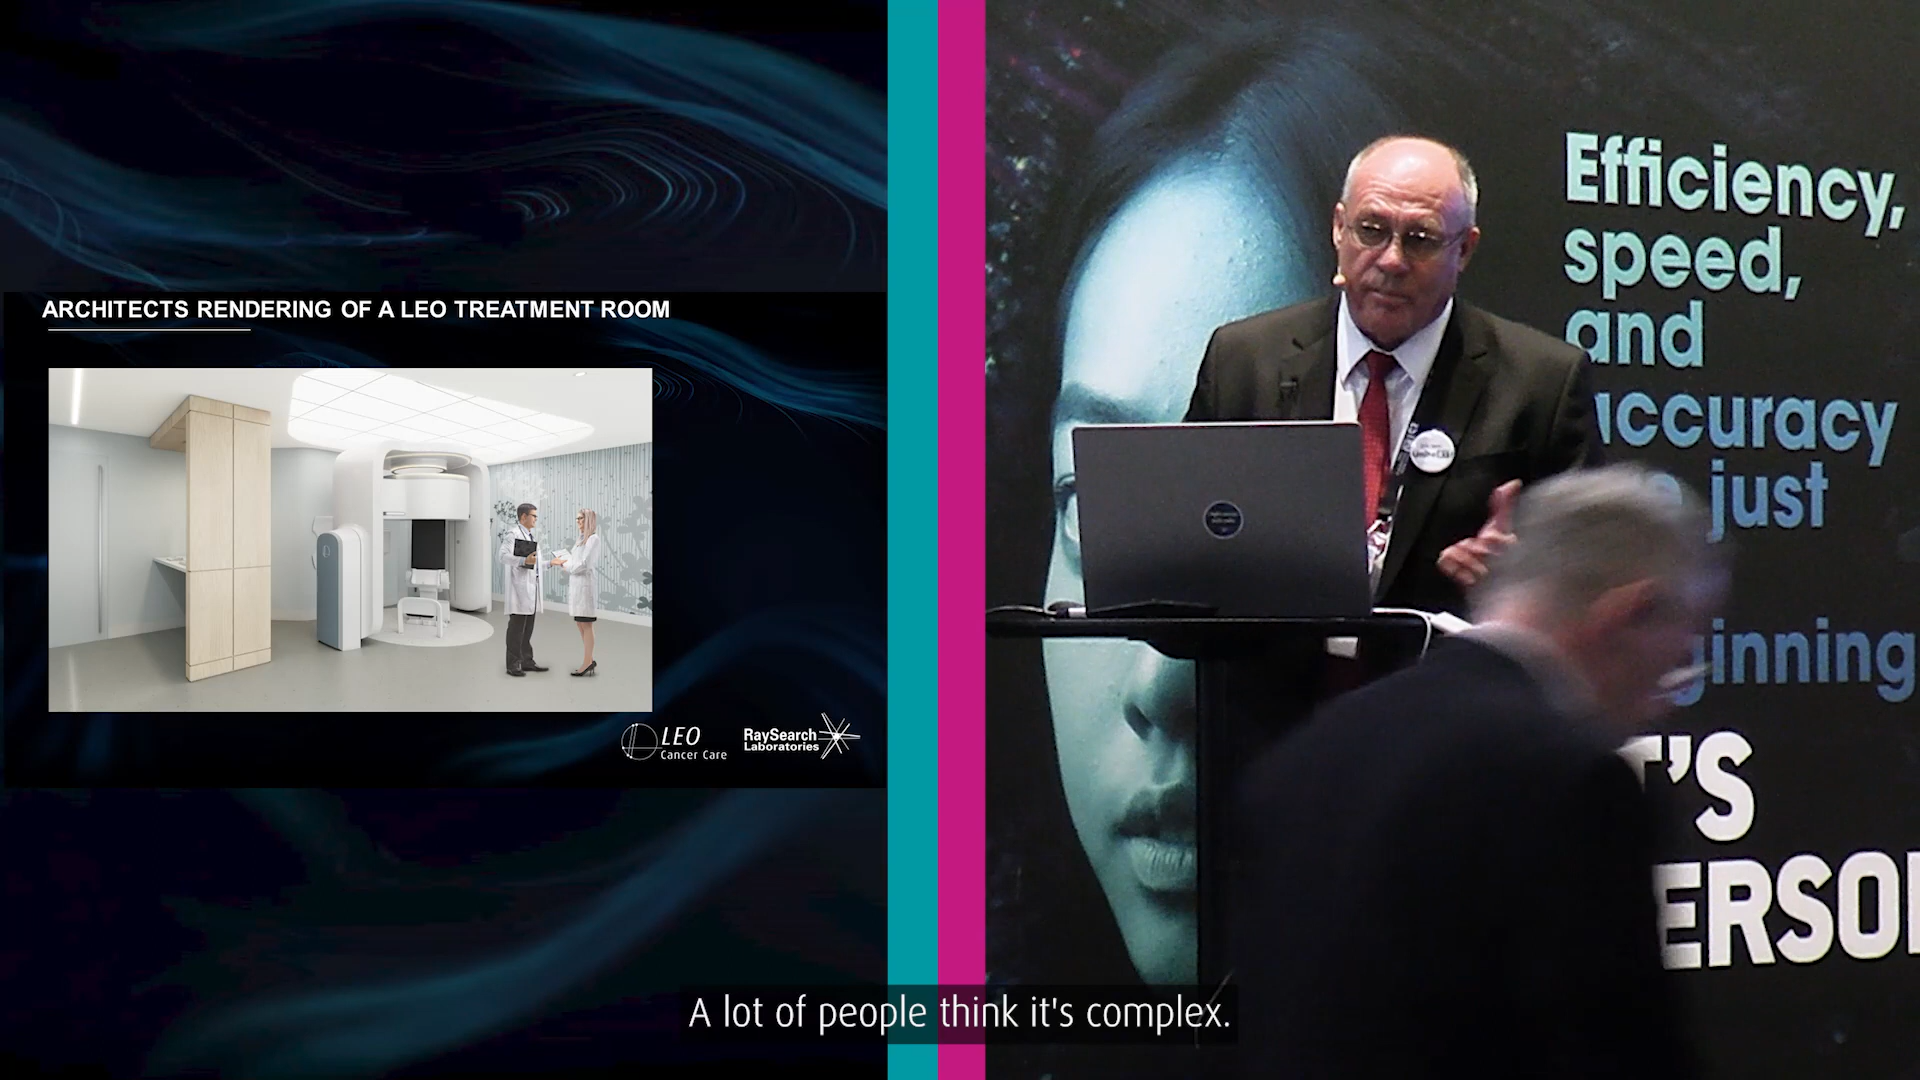 ARCHITECTS RENDERING OF A LEO TREATMENT ROOM
LEO
Cancer Care
RaySearch
Laboratories
Efficiency,
speed,
and
accuracy
just
ginning
T'S
ERSO
A lot of people think it's complex.